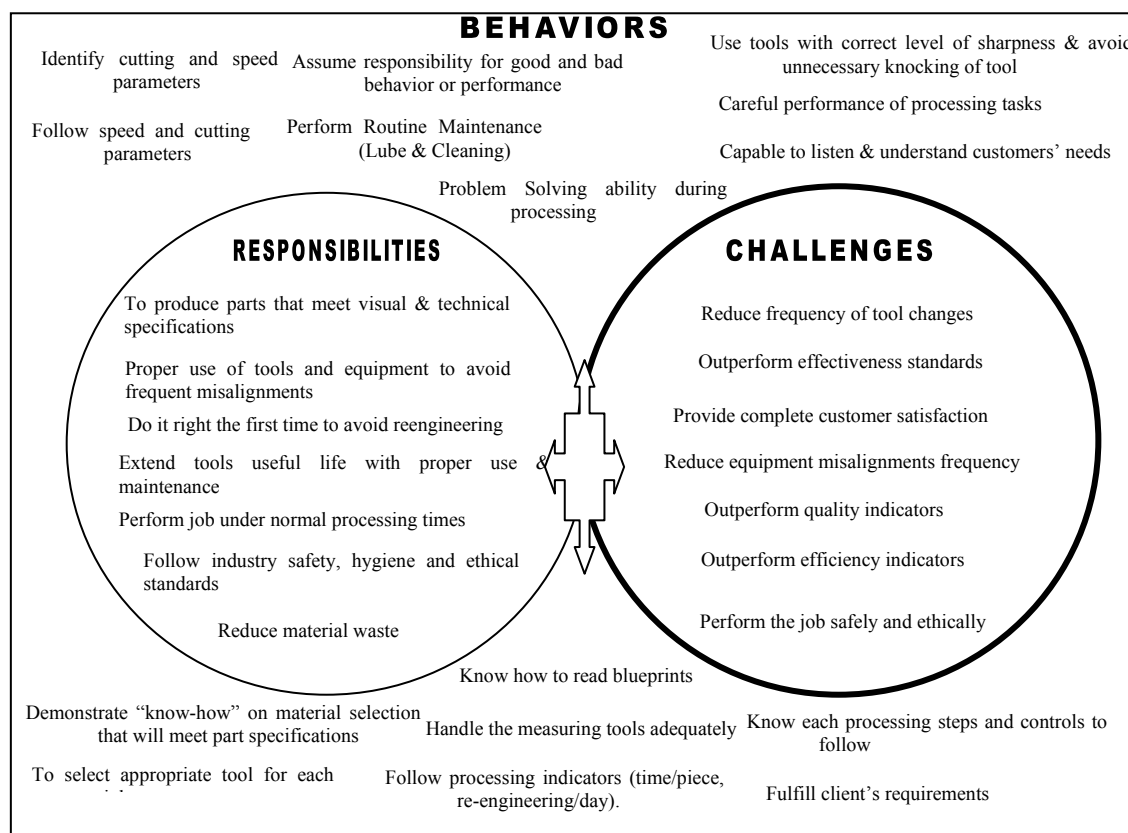 BEHAVIORS
Identify cutting and speed
parameters
Assume responsibility for good and bad
behavior or performance
Use tools with correct level of sharpness & avoid
unnecessary knocking of tool
Careful performance of processing tasks
Follow speed and cutting
parameters
Perform Routine Maintenance
(Lube & Cleaning)
Capable to listen & understand customers’ needs
Problem Solving ability during
processing
RESPONSIBILITIES
To produce parts that meet visual & technical
specifications
Proper use of tools and equipment to avoid
frequent misalignments
Do it right the first time to avoid reengineering
Extend tools useful life with proper use &
maintenance
Perform job under normal processing times
Follow industry safety, hygiene and ethical
standards
Reduce material waste
CHALLENGES
Reduce frequency of tool changes
Outperform effectiveness standards
Provide complete customer satisfaction
Reduce equipment misalignments frequency
Outperform quality indicators
Outperform efficiency indicators
Perform the job safely and ethically
Know how to read blueprints
Demonstrate “know-how” on material selection
that will meet part specifications
Handle the measuring tools adequately
Know each processing steps and controls to
follow
To select appropriate tool for each
Follow processing indicators (time/piece,
re-engineering/day).
Fulfill client’s requirements